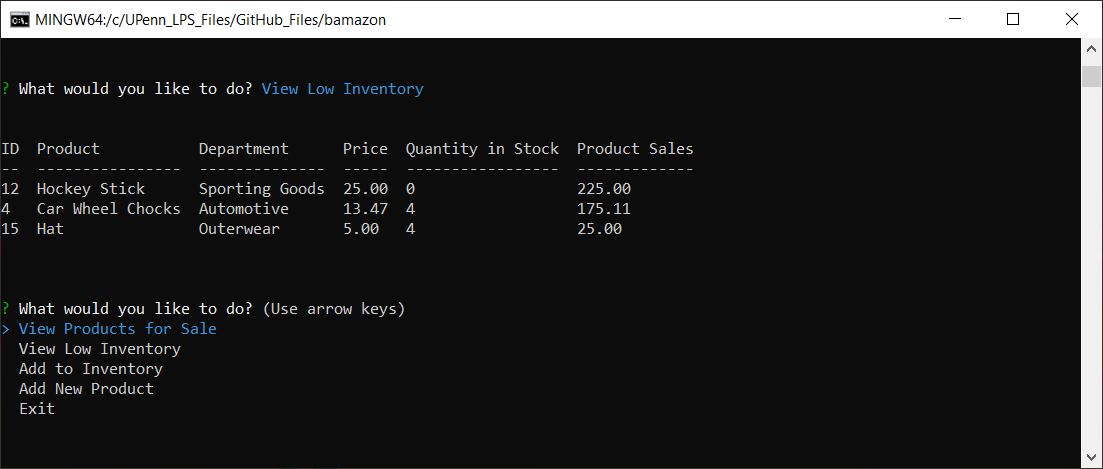 MINGW64:/c/UPenn_LPS_Files/GitHub_Files/bamazon
? What would you like to do? View Low Inventory
ID  Product           Department      Price  Quantity in Stock  Product Sales
--  ----------------  --------------  -----  -----------------  -------------
12  Hockey Stick      Sporting Goods  25.00  0                  225.00
4   Car Wheel Chocks  Automotive      13.47  4                  175.11
15  Hat               Outerwear       5.00   4                  25.00
? What would you like to do? (Use arrow keys)
> View Products for Sale
  View Low Inventory
  Add to Inventory
  Add New Product
  Exit